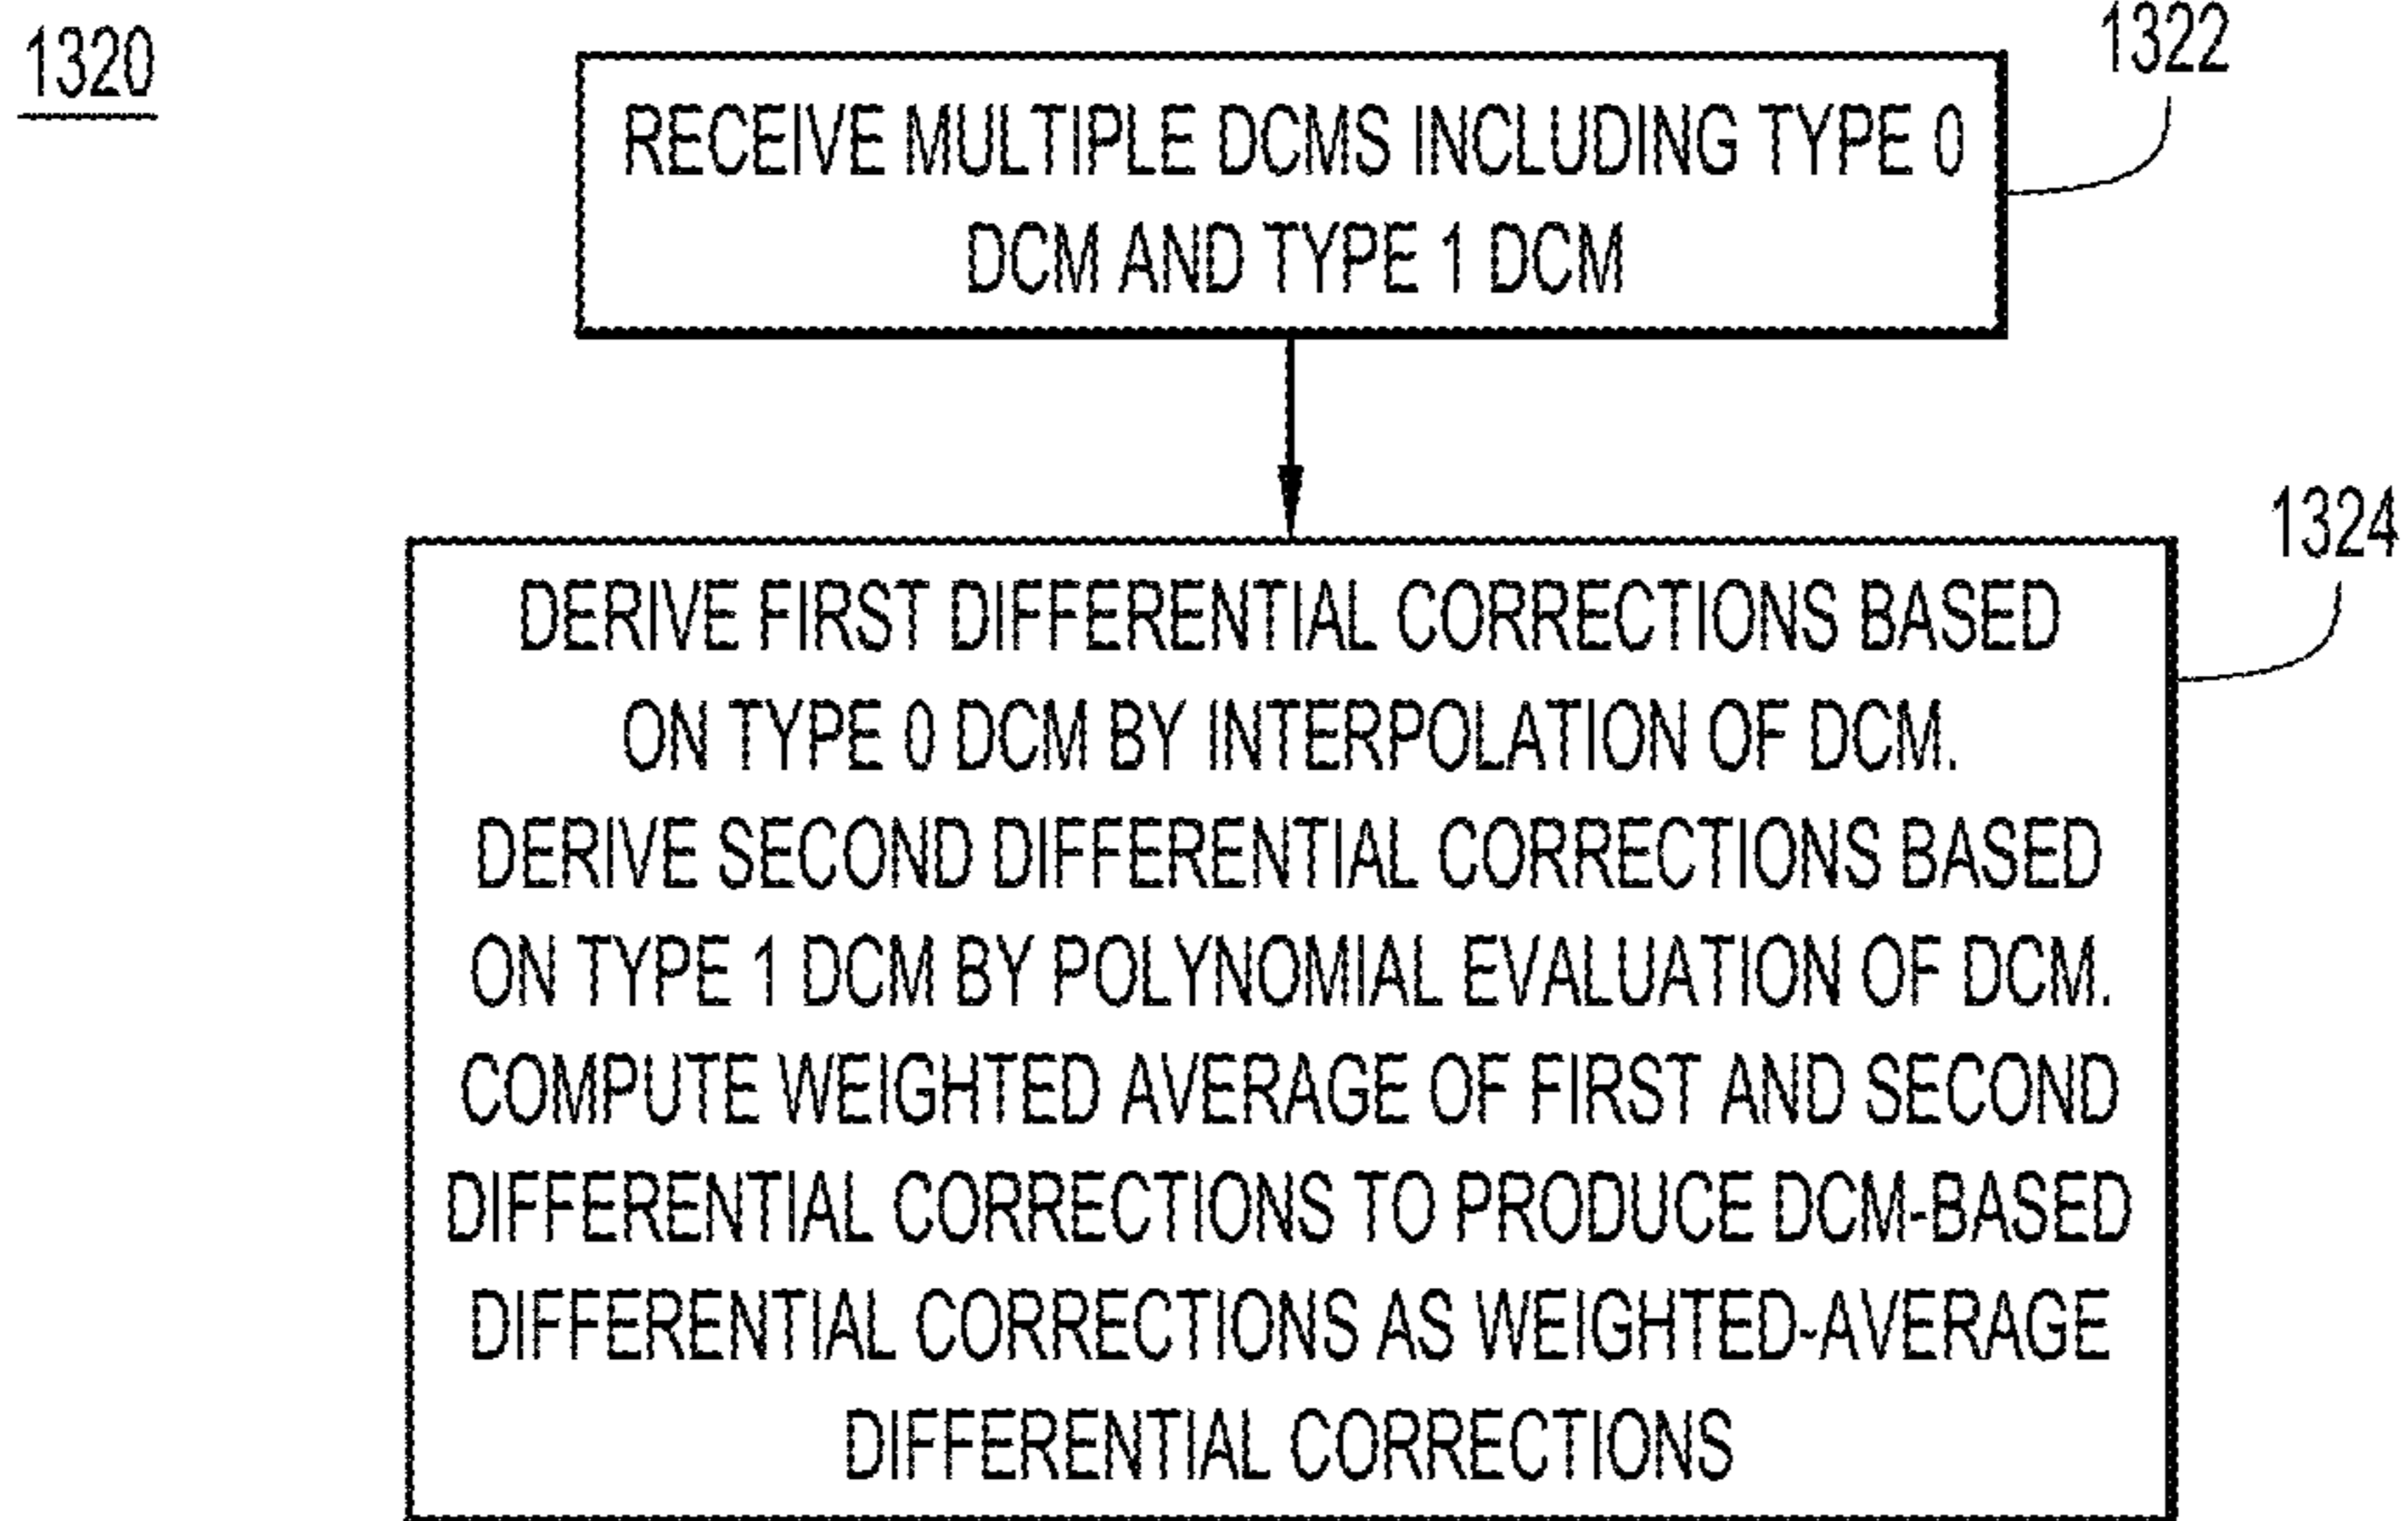 1320
1322
RECEIVE MULTIPLE DCMS INCLUDING TYPE 0
DCM AND TYPE 1 DCM
1324
DERIVE FIRST DIFFERENTIAL CORRECTIONS BASED
ON TYPE 0 DCM BY INTERPOLATION OF DCM.
DERIVE SECOND DIFFERENTIAL CORRECTIONS BASED
ON TYPE 1 DCM BY POLYNOMIAL EVALUATION OF DCM.
COMPUTE WEIGHTED AVERAGE OF FIRST AND SECOND
DIFFERENTIAL CORRECTIONS TO PRODUCE DCM-BASED
DIFFERENTIAL CORRECTIONS AS WEIGHTED-AVERAGE
DIFFERENTIAL CORRECTIONS